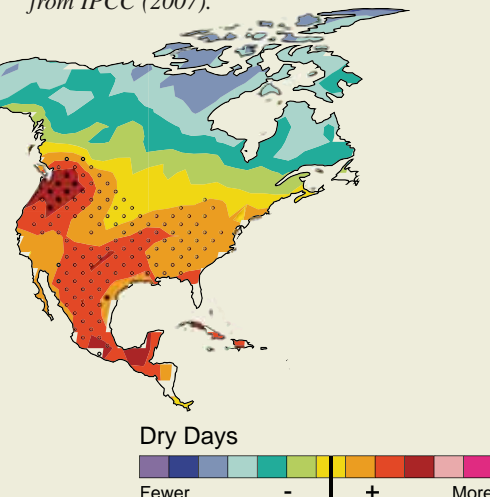 from IPCC (2007).
Dry Days
Fewer - + More